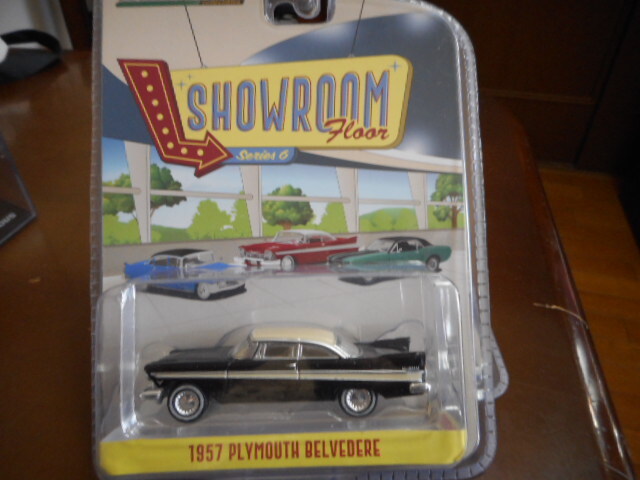 SHOWROOM
Floor
Series 6
1957 PLYMOUTH BELVEDERE